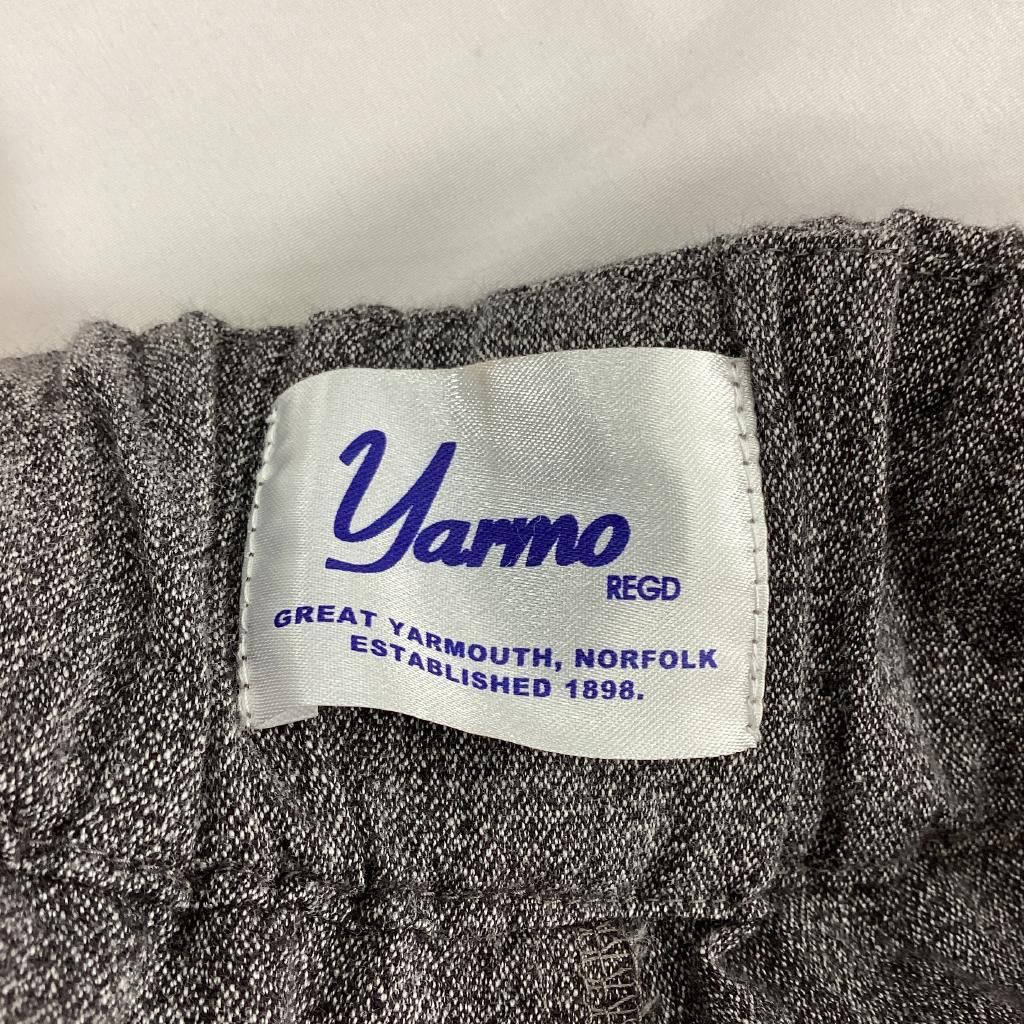 Yarmo
REGD
GREAT YARMOUTH, NORFOLK
ESTABLISHED 1898.